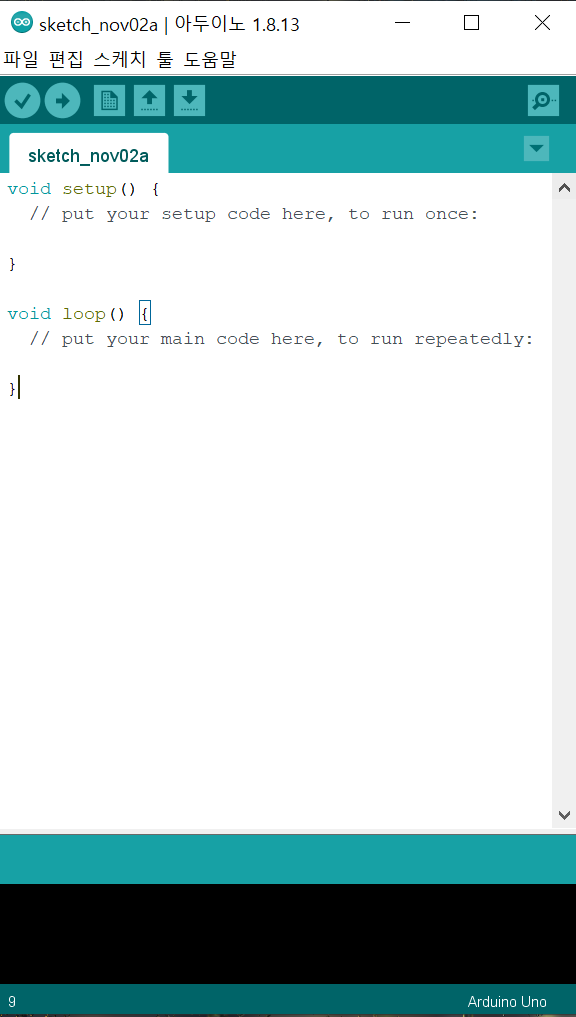 sketch_nov02a | 아두이노 1.8.13
파일 편집 스케치 툴 도움말
sketch_nov02a
void setup() {
  // put your setup code here, to run once:
}
void loop() {
  // put your main code here, to run repeatedly:
}
9 Arduino Uno